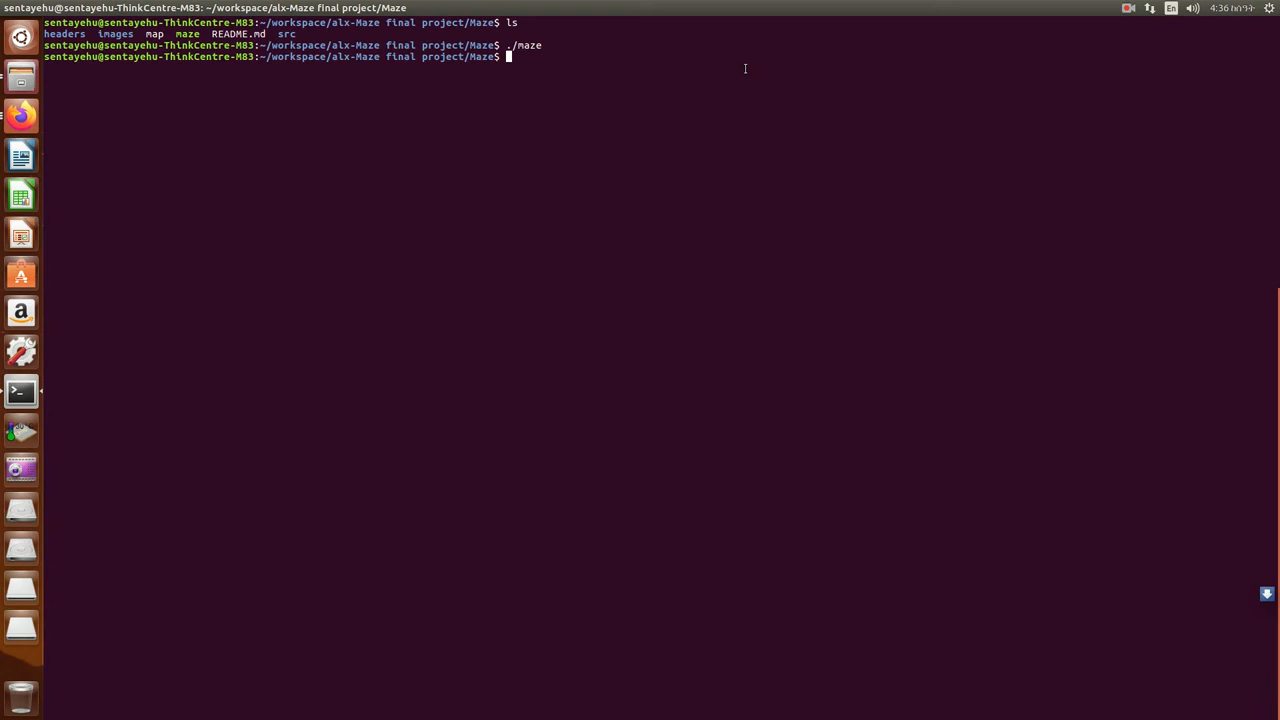 sentayehu@sentayehu-ThinkCentre-M83: ~/workspace/alx-Maze final project/Maze
En
sentayehu@sentayehu-ThinkCentre-M83:~/workspace/alx-Maze final project/Maze$ ls
headers images map maze README.md src
sentayehu@sentayehu-ThinkCentre-M83:~/workspace/alx-Maze final project/Maze$ ./maze
sentayehu@sentayehu-ThinkCentre-M83:~/workspace/alx-Maze final project/Maze$